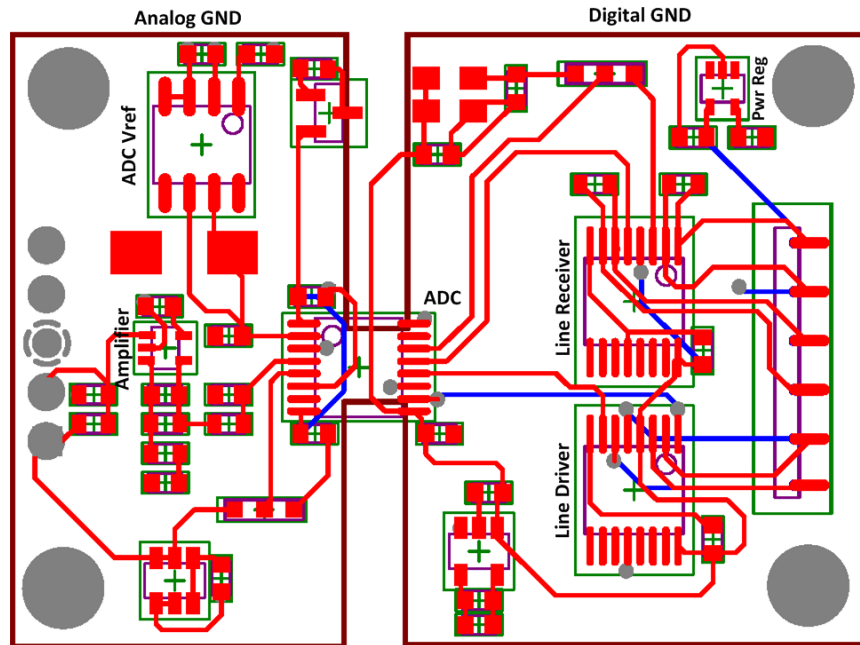 Analog GND
Digital GND
ADC Vref
Pwr Reg
ADC
Line Receiver
Amplifier
Line Driver